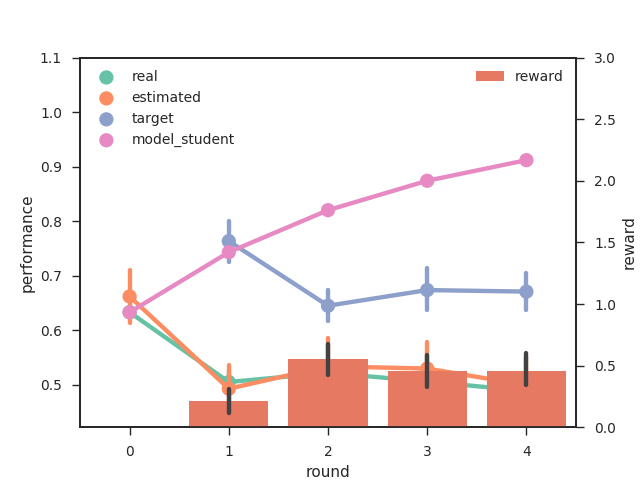 real
estimated
target
model_student
reward
1.1
1.0
0.9
0.8
0.7
0.6
0.5
performance
3.0
2.5
2.0
1.5
1.0
0.5
0.0
reward
0 1 2 3 4
round